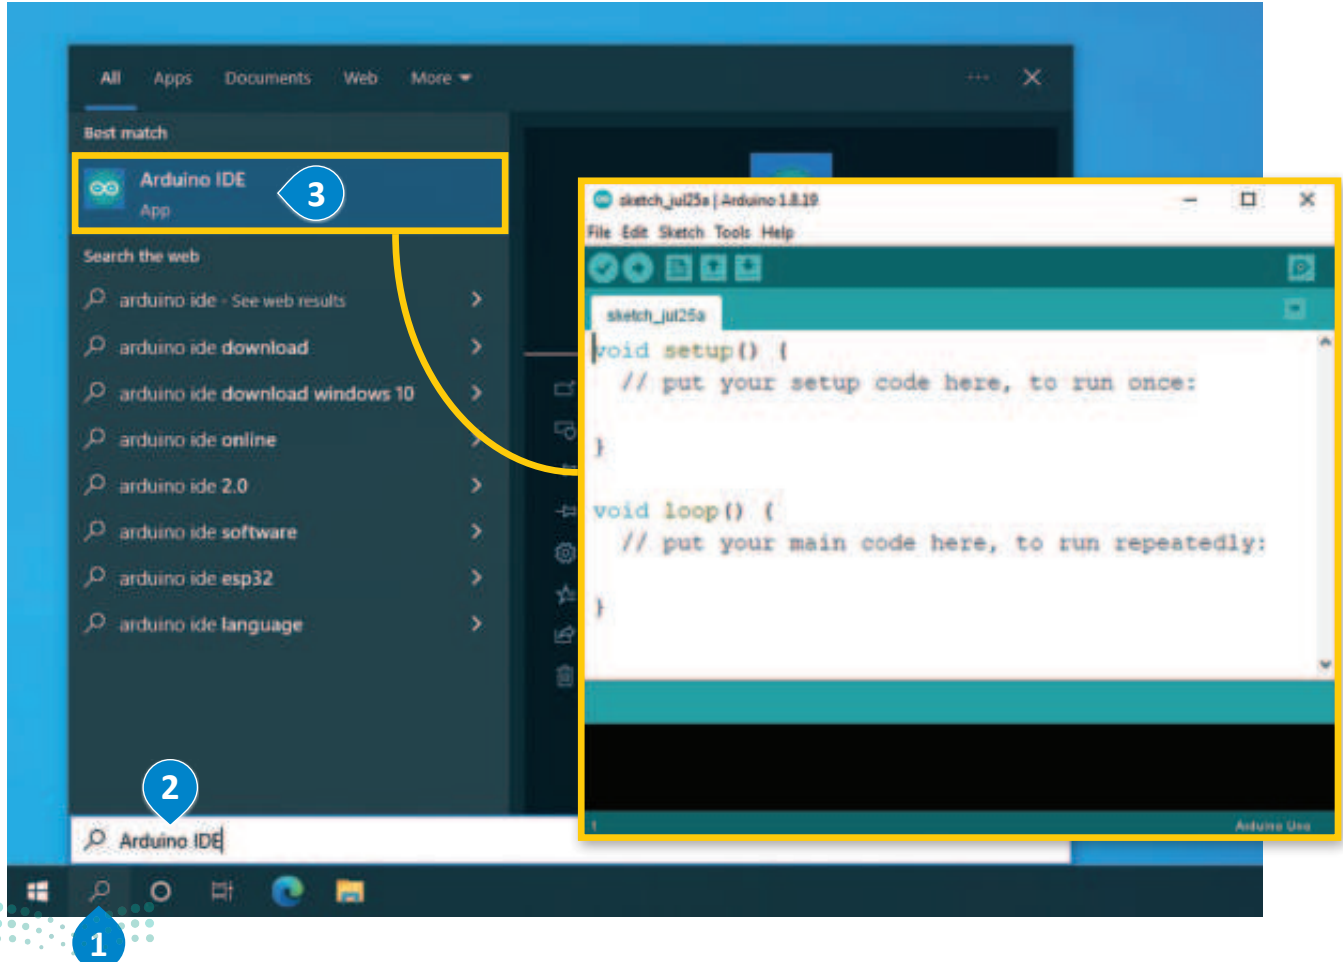 All Apps Documents Web More
Best match
Arduino IDE
App
3
Search the web
arduino ide - See web results
arduino ide download
arduino ide download windows 10
arduino ide online
arduino ide 2.0
arduino ide software
arduino ide esp32
arduino ide language
2
Arduino IDE
1
sketch_jul25a | Arduino 1.8.19
File Edit Sketch Tools Help
sketch_jul25a
void setup() {
// put your setup code here, to run once:
}
void loop() {
// put your main code here, to run repeatedly:
}
1 Arduino Uno